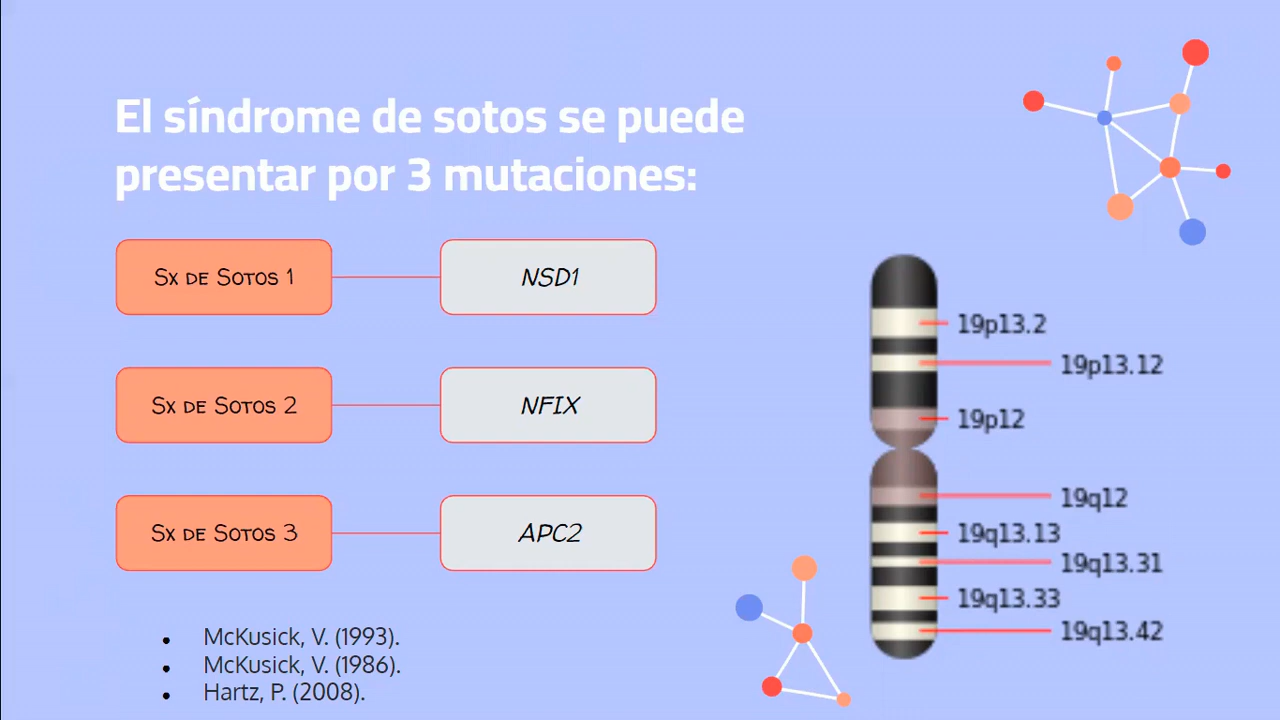 El síndrome de sotos se puede
presentar por 3 mutaciones:
Sx de Sotos 1
NSD1
Sx de Sotos 2
NFIX
Sx de Sotos 3
APC2
McKusick, V. (1993).
McKusick, V. (1986).
Hartz, P. (2008).
19p13.2
19p13.12
19p12
19q12
19q13.13
19q13.31
19q13.33
19q13.42